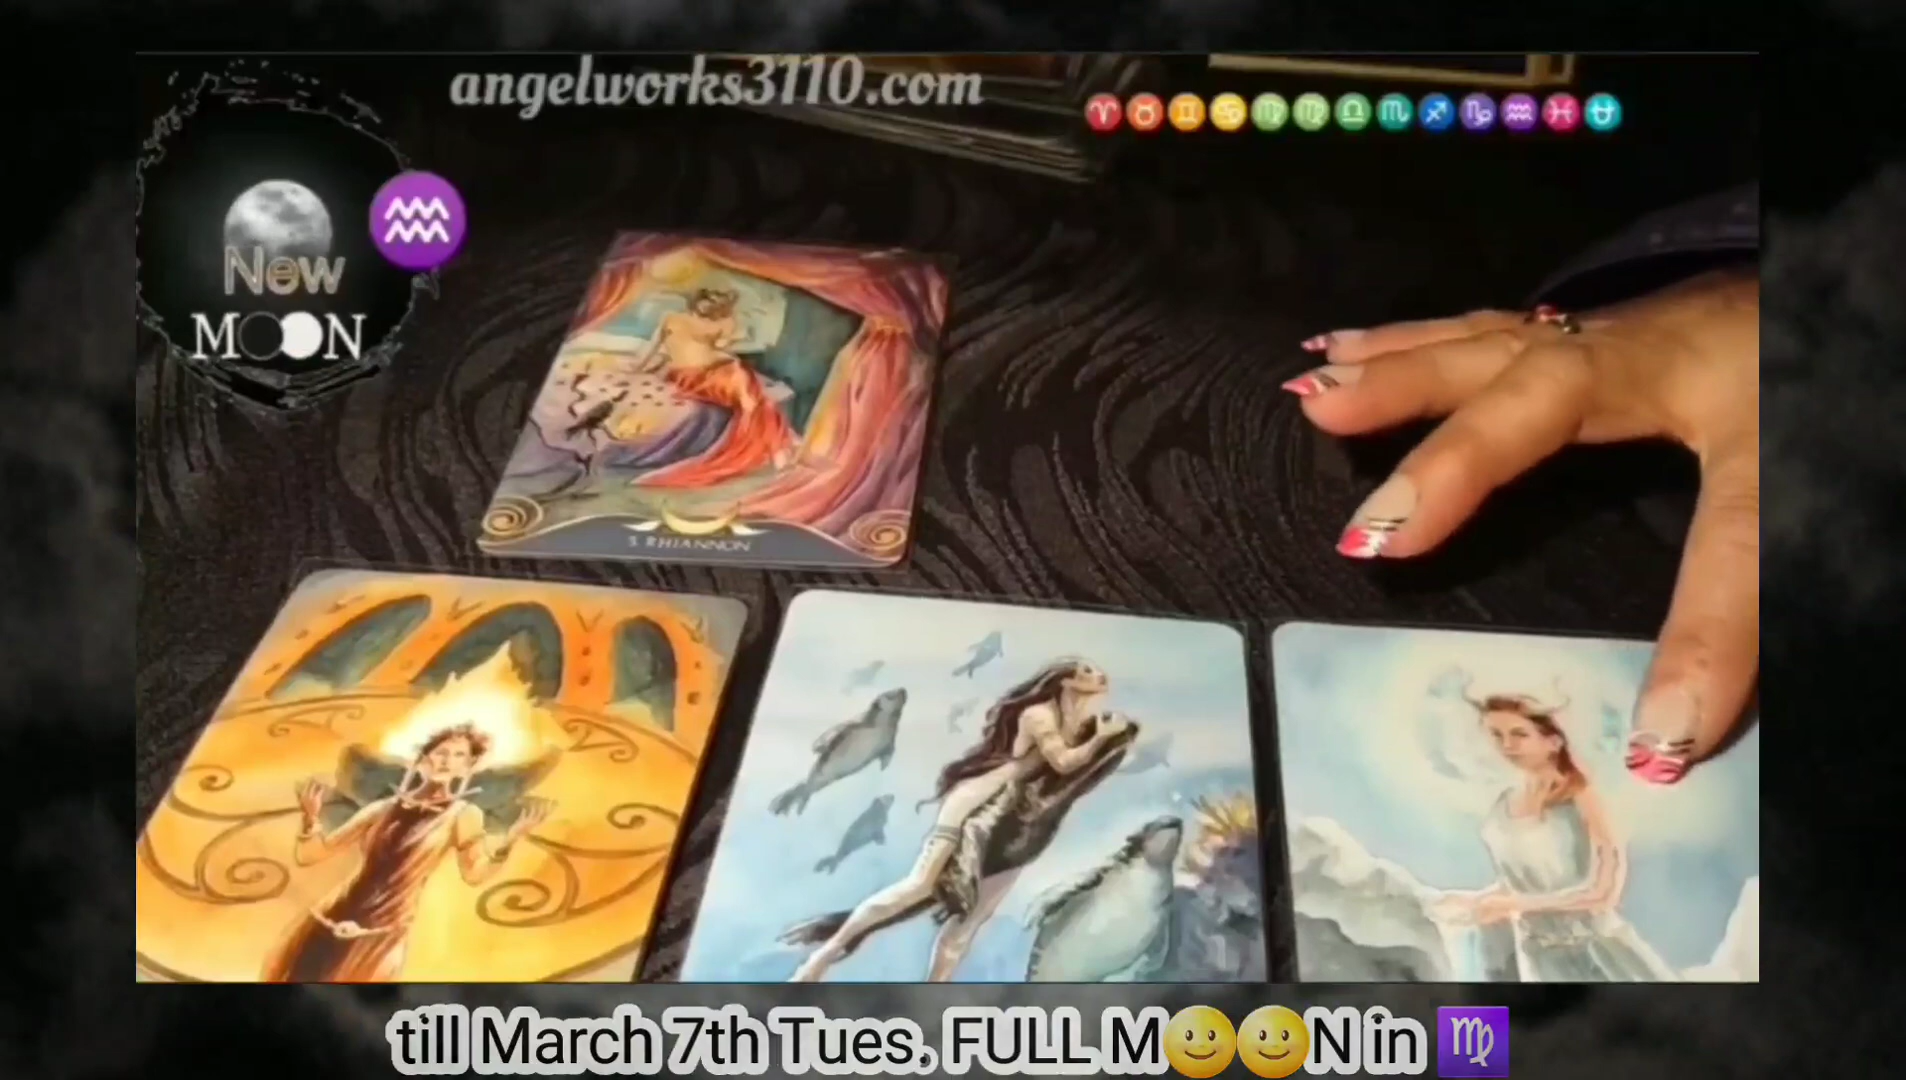 angelworks3110.com
♈♉♊♋♍♍♎♏♐♑♒♓⛎
♒
New
MOON
5 RHIANNON
till March 7th Tues. FULL M🌝🌝N in ♍